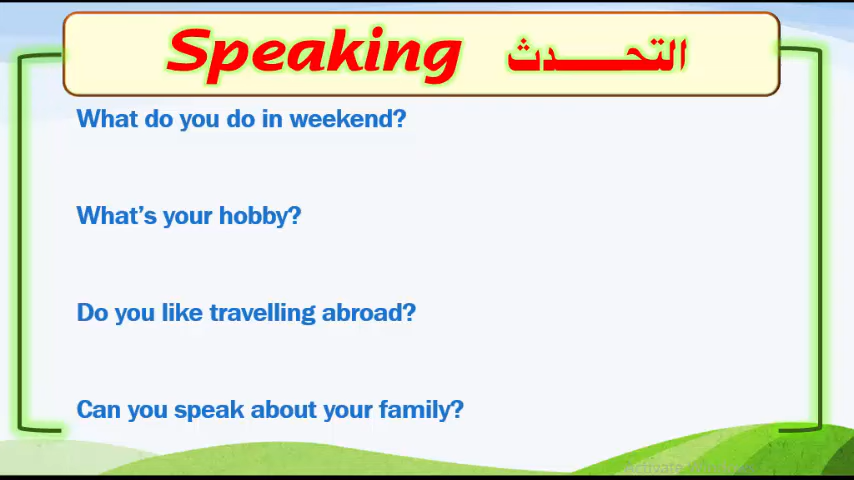 Speaking التحـــــدث
What do you do in weekend?
What's your hobby?
Do you like travelling abroad?
Can you speak about your family?